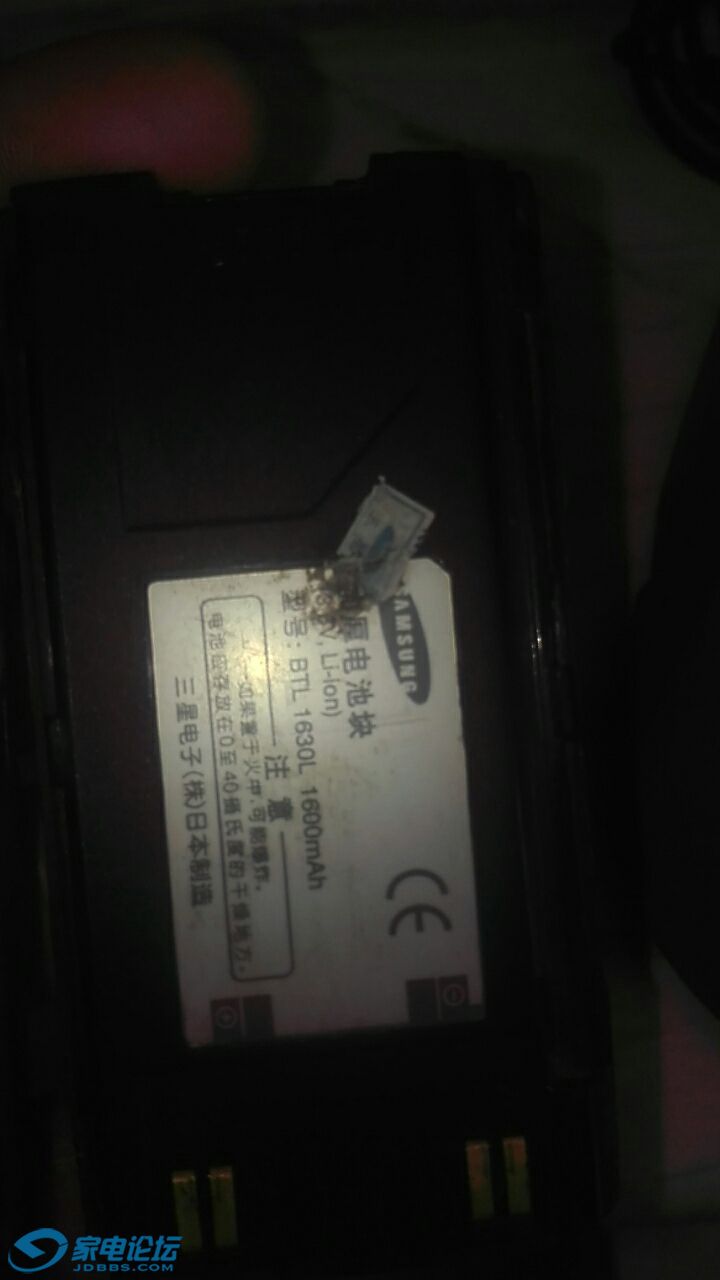 SAMSUNG
厚电池块
V, Li-Ion)
型号: BTL 1630L 1600mAh
注 意
如果置于火中,可能爆炸。
电池应存放在0至40摄氏度的干燥地方。
三星电子(株)日本制造
CE
家电论坛
JDBBS.COM